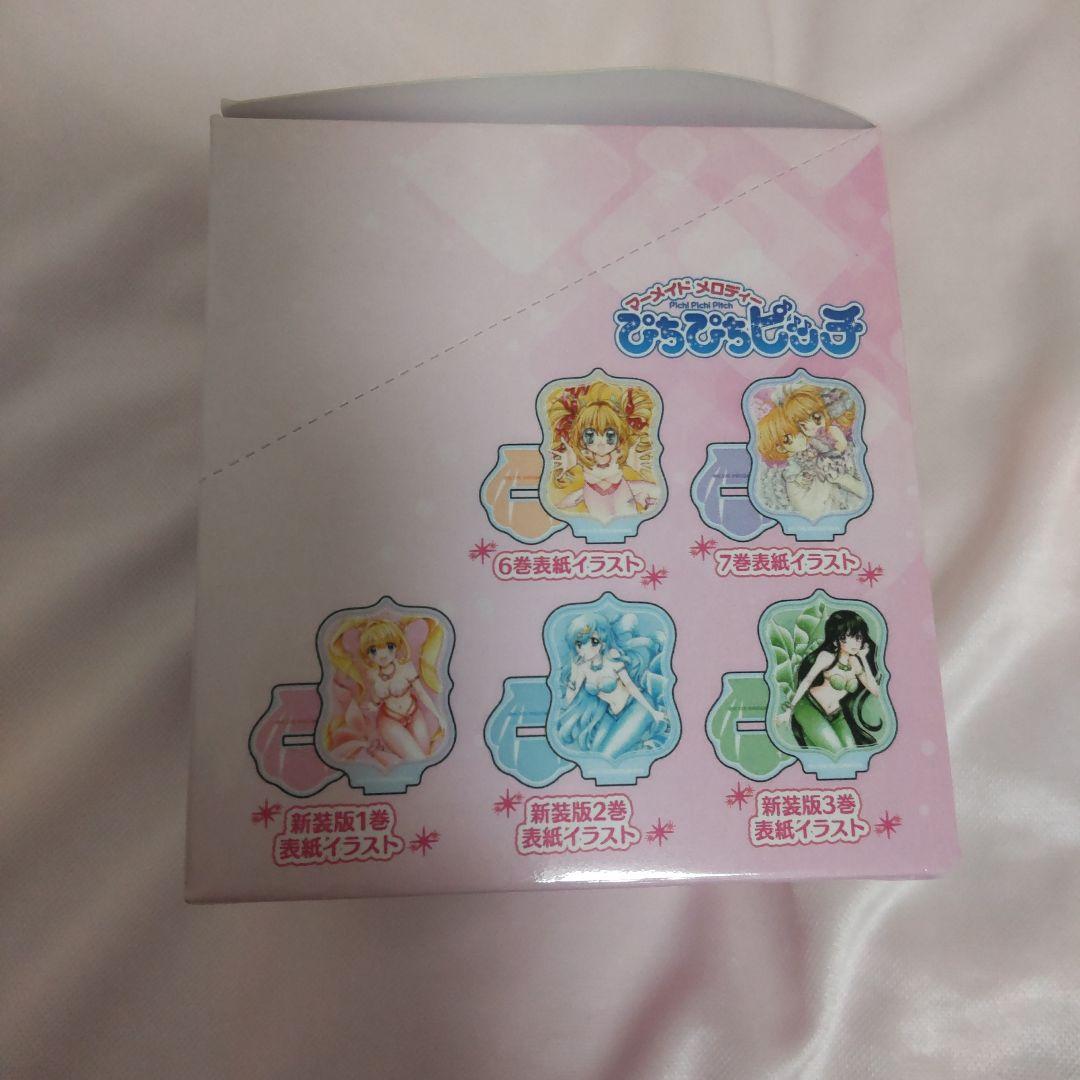 マーメイド メロディー
Pichi Pichi Pitch
ぴちぴちピッチ
6巻表紙イラスト
7巻表紙イラスト
新装版1巻
表紙イラスト
新装版2巻
表紙イラスト
新装版3巻
表紙イラスト